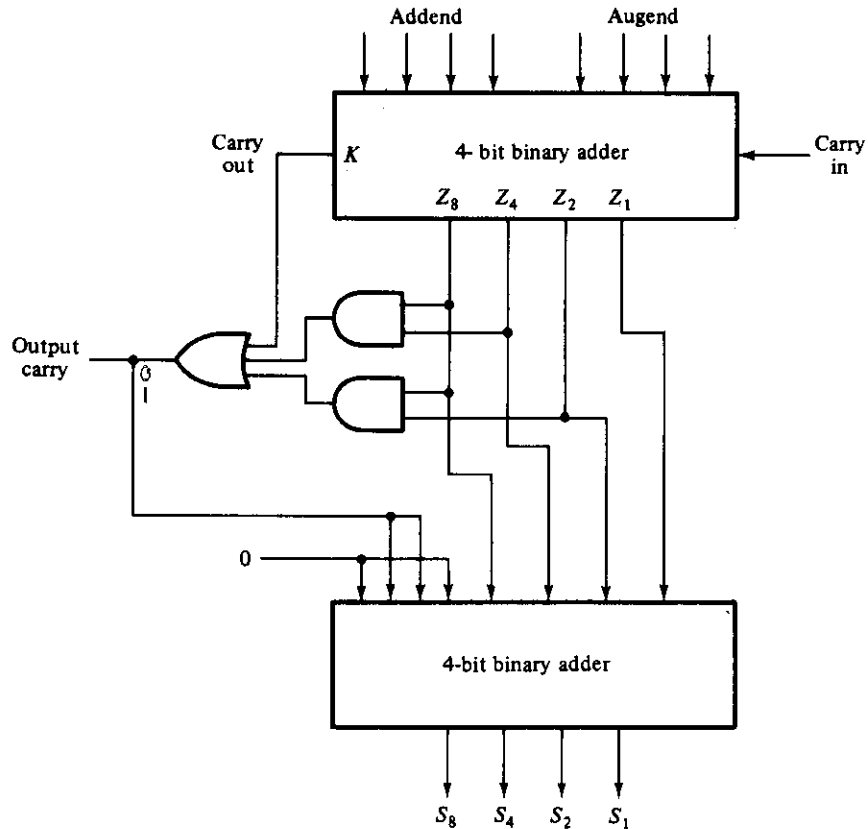 Addend Augend
Carry out
K
4- bit binary adder
Carry in
Z₈ Z₄ Z₂ Z₁
Output carry
0
1
0
4-bit binary adder
S₈ S₄ S₂ S₁